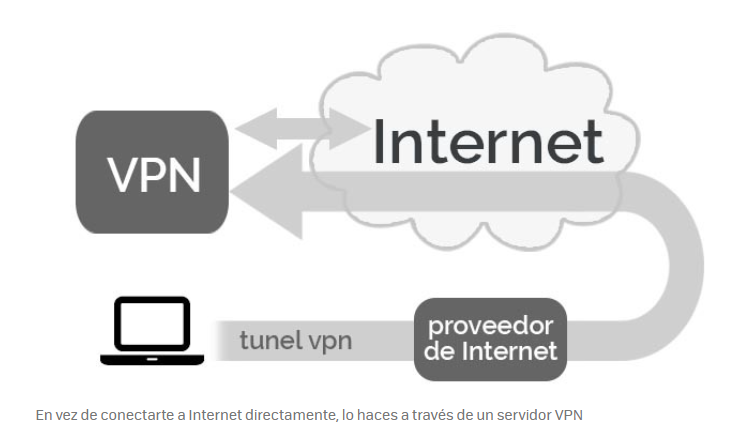 VPN
Internet
tunel vpn
proveedor
de Internet
En vez de conectarte a Internet directamente, lo haces a través de un servidor VPN